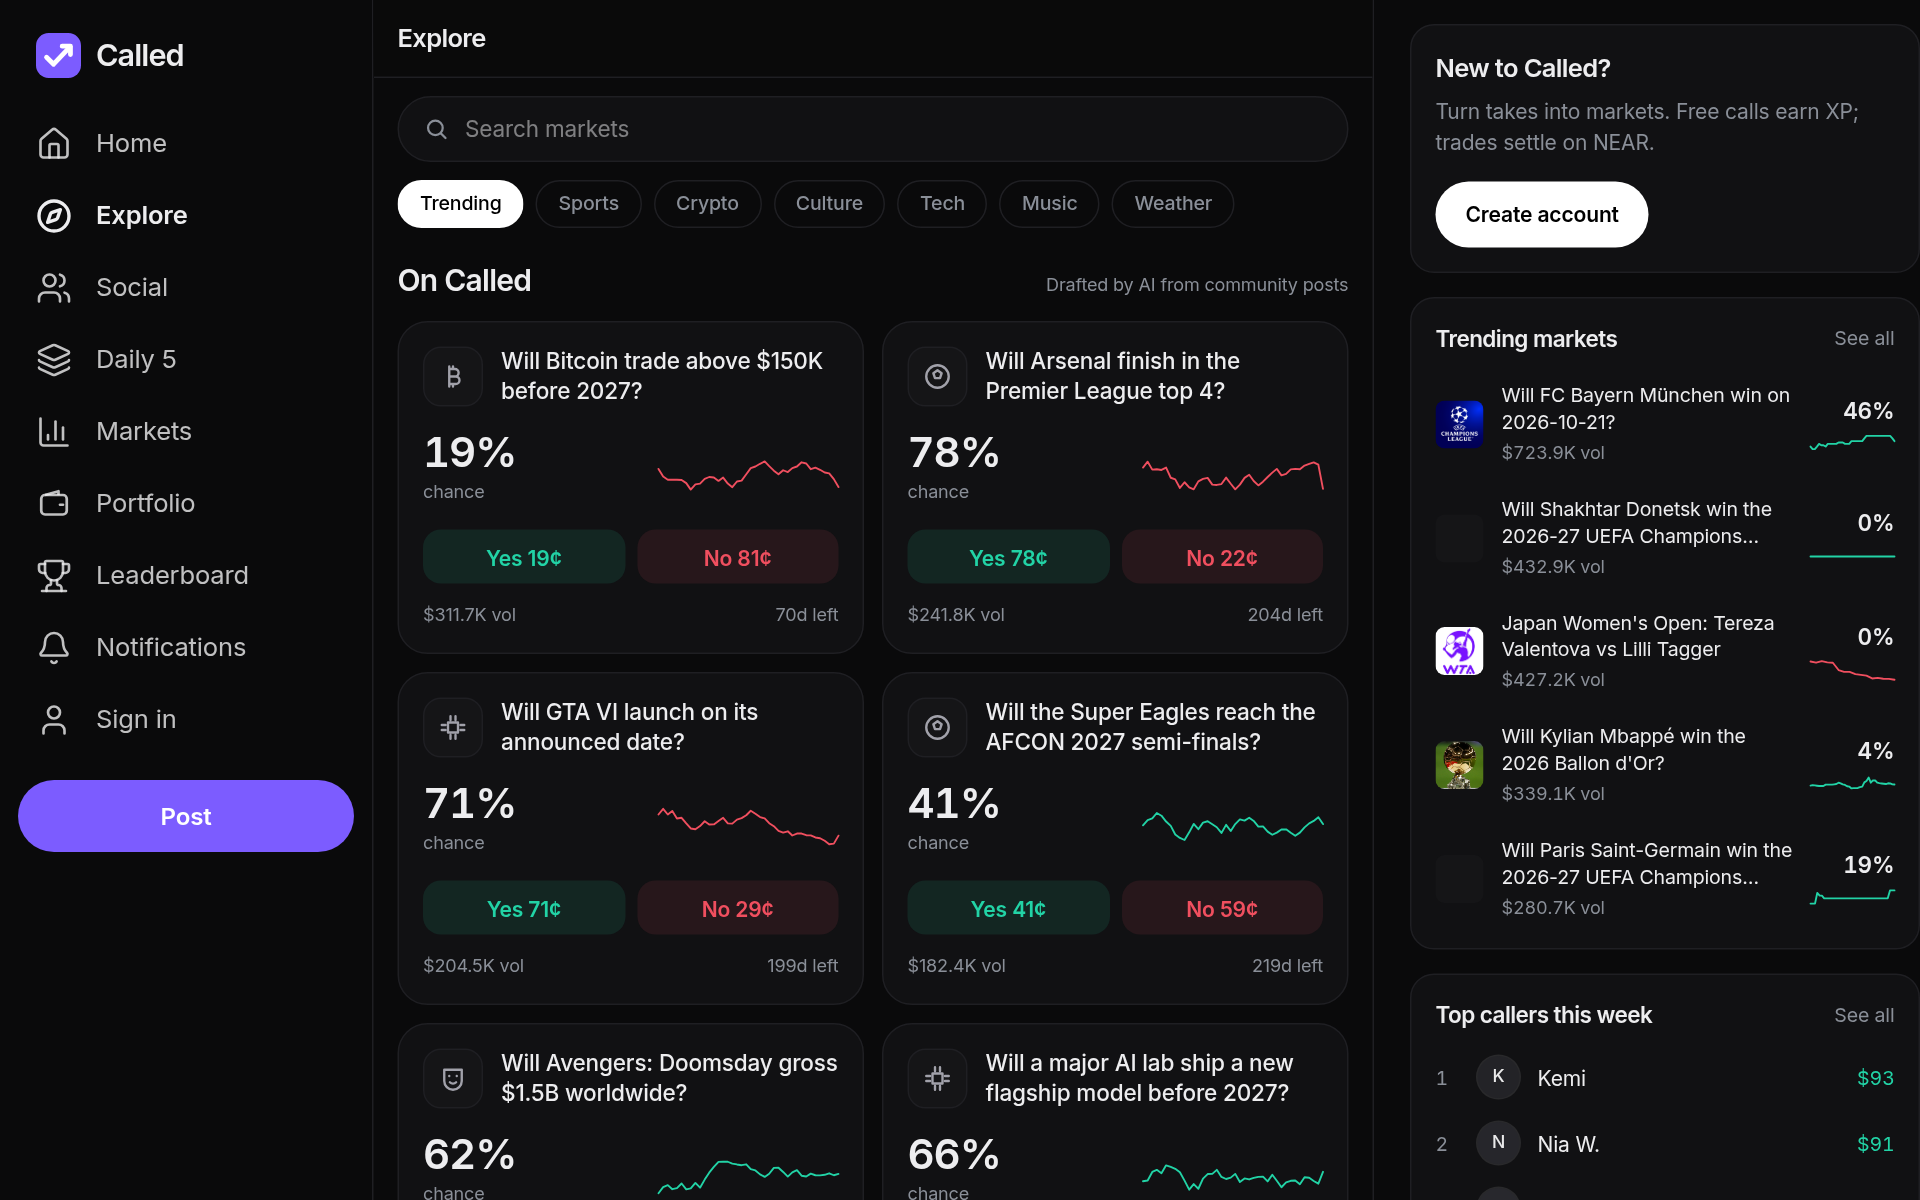 Called
Home
Explore
Social
Daily 5
Markets
Portfolio
Leaderboard
Notifications
Sign in
Post
Explore
Search markets
Trending
Sports
Crypto
Culture
Tech
Music
Weather
On Called
Drafted by AI from community posts
Will Bitcoin trade above $150K
before 2027?
19%
chance
Yes 19¢
No 81¢
$311.7K vol
70d left
Will Arsenal finish in the
Premier League top 4?
78%
chance
Yes 78¢
No 22¢
$241.8K vol
204d left
Will GTA VI launch on its
announced date?
71%
chance
Yes 71¢
No 29¢
$204.5K vol
199d left
Will the Super Eagles reach the
AFCON 2027 semi-finals?
41%
chance
Yes 41¢
No 59¢
$182.4K vol
219d left
Will Avengers: Doomsday gross
$1.5B worldwide?
62%
chance
Will a major AI lab ship a new
flagship model before 2027?
66%
chance
New to Called?
Turn takes into markets. Free calls earn XP;
trades settle on NEAR.
Create account
Trending markets
See all
CHAMPIONS
LEAGUE
Will FC Bayern München win on
2026-10-21?
$723.9K vol
46%
Will Shakhtar Donetsk win the
2026-27 UEFA Champions...
$432.9K vol
0%
WTA
Japan Women's Open: Tereza
Valentova vs Lilli Tagger
$427.2K vol
0%
Will Kylian Mbappé win the
2026 Ballon d'Or?
$339.1K vol
4%
Will Paris Saint-Germain win the
2026-27 UEFA Champions...
$280.7K vol
19%
Top callers this week
See all
1
K
Kemi
$93
2
N
Nia W.
$91